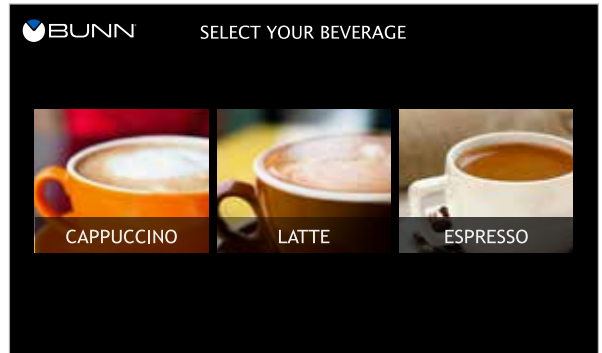 BUNN
SELECT YOUR BEVERAGE
CAPPUCCINO
LATTE
ESPRESSO